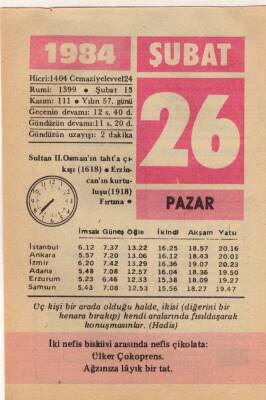 1984 ŞUBAT
Hicri:1404 Cemaziyelevvel24
Rumi: 1399 • Şubat 13
Kasım: 111 • Yılın 57. günü
Gecenin devamı: 12 s. 40 d.
Gündüzün devamı:11 s. 20 d.
Gündüzün uzayışı: 2 dakika
26
PAZAR
Sultan II.Osman'ın taht'a çı-
kışı (1618) • Erzin-
can'ın kurtu-
luşu(1918)
Fırtına •
İmsak Güneş Öğle İkindi Akşam Yatsı
İstanbul 6.12 7.37 13.22 16,25 18.57 20.16
Ankara 5.57 7.20 13.06 16.12 18.43 20.01
İzmir 6.20 7.42 13.29 16.36 19.07 20.23
Adana 5.48 7.08 12.57 16.04 18.36 19.50
Erzurum 5.23 6.46 12.33 15.38 18.09 19.27
Samsun 5.43 7.08 12.53 15.56 18.27 19.47
Üç kişi bir arada olduğu halde, ikisi (diğerini bir
kenara bırakıp) kendi aralarında fısıldaşarak
konuşmasınlar. (Hadis)
İki nefis bisküvi arasında nefis çikolata:
Ülker Çokoprens.
Ağzınıza lâyık bir tat.